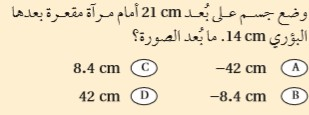 وضع جسم على بُعد 21 cm أمام مرآة مقعرة بعدها
البؤري 14 cm. ما بُعد الصورة؟
A −42 cm C 8.4 cm
B −8.4 cm D 42 cm